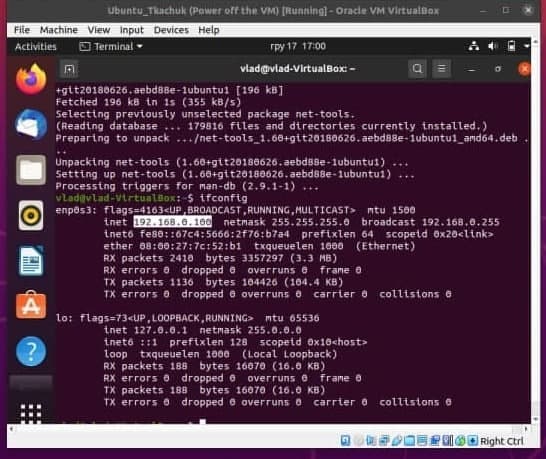 Ubuntu_Tkachuk (Power off the VM) [Running] - Oracle VM VirtualBox
File Machine View Input Devices Help
Activities Terminal гру 17 17:00
vlad@vlad-VirtualBox: ~
+git20180626.aebd88e-1ubuntu1 [196 kB]
Fetched 196 kB in 1s (355 kB/s)
Selecting previously unselected package net-tools.
(Reading database ... 179816 files and directories currently installed.)
Preparing to unpack .../net-tools_1.60+git20180626.aebd88e-1ubuntu1_amd64.deb .
..
Unpacking net-tools (1.60+git20180626.aebd88e-1ubuntu1) ...
Setting up net-tools (1.60+git20180626.aebd88e-1ubuntu1) ...
Processing triggers for man-db (2.9.1-1) ...
vlad@vlad-VirtualBox:~$ ifconfig
enp0s3: flags=4163<UP,BROADCAST,RUNNING,MULTICAST> mtu 1500
inet 192.168.0.100 netmask 255.255.255.0 broadcast 192.168.0.255
inet6 fe80::67c4:5666:2f76:b7a4 prefixlen 64 scopeid 0x20<link>
ether 08:00:27:7c:52:b1 txqueuelen 1000 (Ethernet)
RX packets 2410 bytes 3357297 (3.3 MB)
RX errors 0 dropped 0 overruns 0 frame 0
TX packets 1136 bytes 104426 (104.4 KB)
TX errors 0 dropped 0 overruns 0 carrier 0 collisions 0
lo: flags=73<UP,LOOPBACK,RUNNING> mtu 65536
inet 127.0.0.1 netmask 255.0.0.0
inet6 ::1 prefixlen 128 scopeid 0x10<host>
loop txqueuelen 1000 (Local Loopback)
RX packets 188 bytes 16070 (16.0 KB)
RX errors 0 dropped 0 overruns 0 frame 0
TX packets 188 bytes 16070 (16.0 KB)
TX errors 0 dropped 0 overruns 0 carrier 0 collisions 0
Right Ctrl